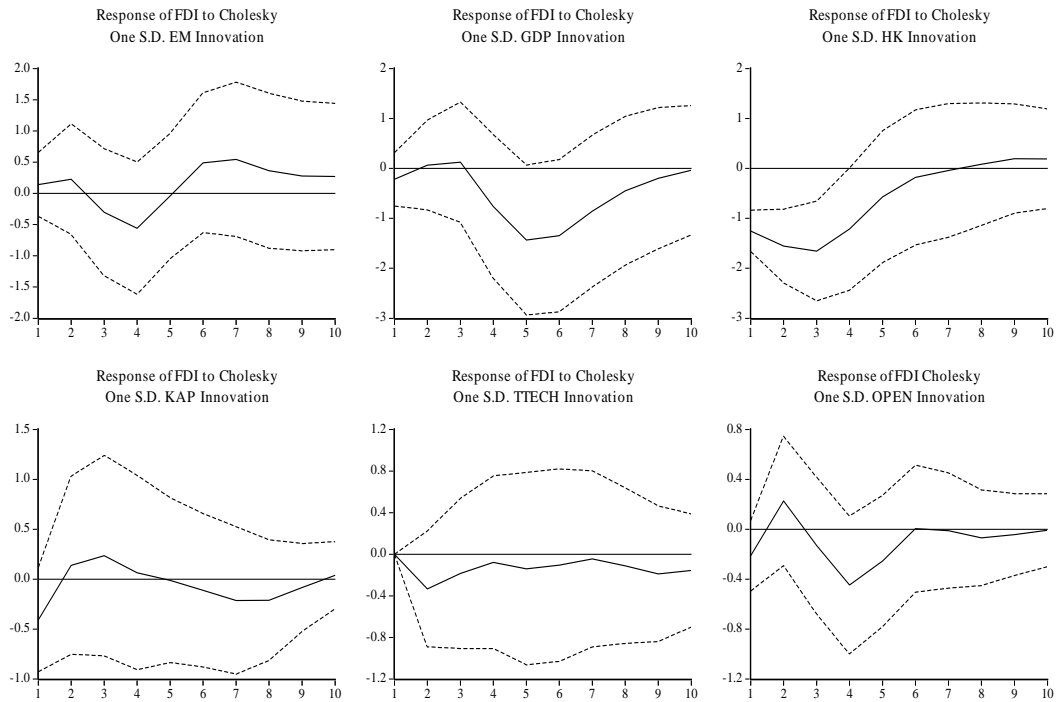 Response of FDI to Cholesky
One S.D. EM Innovation
2.0
1.5
1.0
0.5
0.0
-0.5
-1.0
-1.5
-2.0
1 2 3 4 5 6 7 8 9 10
Response of FDI to Cholesky
One S.D. GDP Innovation
2
1
0
-1
-2
-3
1 2 3 4 5 6 7 8 9 10
Response of FDI to Cholesky
One S.D. HK Innovation
2
1
0
-1
-2
-3
1 2 3 4 5 6 7 8 9 10
Response of FDI to Cholesky
One S.D. KAP Innovation
1.5
1.0
0.5
0.0
-0.5
-1.0
1 2 3 4 5 6 7 8 9 10
Response of FDI to Cholesky
One S.D. TTECH Innovation
1.2
0.8
0.4
0.0
-0.4
-0.8
-1.2
1 2 3 4 5 6 7 8 9 10
Response of FDI Cholesky
One S.D. OPEN Innovation
0.8
0.4
0.0
-0.4
-0.8
-1.2
1 2 3 4 5 6 7 8 9 10